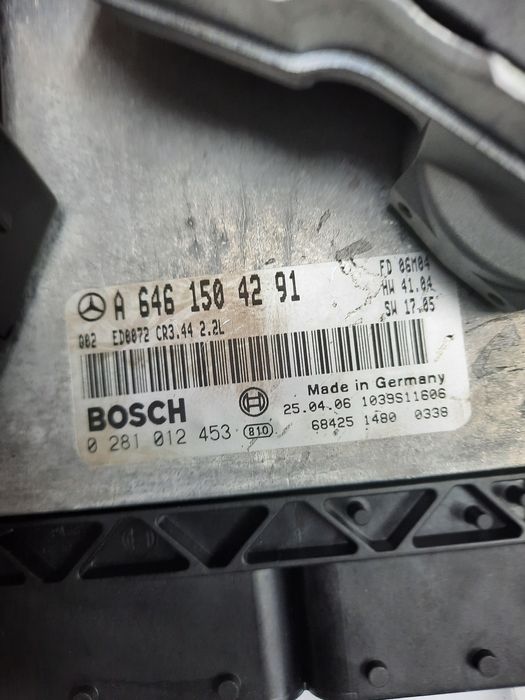 A 646 150 42 91
FD 06M04
HW 41.04
SW 17.05
002 ED0072 CR3.44 2.2L
BOSCH
Made in Germany
25.04.06 1039S11606
0 281 012 453 810
68425 1480 0338